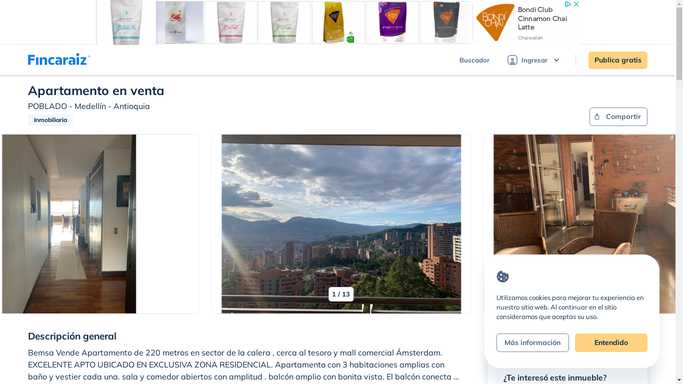 Bondi Club
Cinnamon Chai
Latte
Chaiwallah
Fincaraiz
Buscador
Ingresar
Publica gratis
Apartamento en venta
POBLADO - Medellín - Antioquia
Inmobiliaria
Compartir
1 / 13
Utilizamos cookies para mejorar tu experiencia en
nuestro sitio web. Al continuar en el sitio
consideramos que aceptas su uso.
Más información
Entendido
Descripción general
Bemsa Vende Apartamento de 220 metros en sector de la calera , cerca al tesoro y mall comercial Ámsterdam.
EXCELENTE APTO UBICADO EN EXCLUSIVA ZONA RESIDENCIAL. Apartamento con 3 habitaciones amplias con
baño y vestier cada una. sala y comedor abiertos con amplitud . balcón amplio con bonita vista. El balcón conecta ...
¿Te interesó este inmueble?